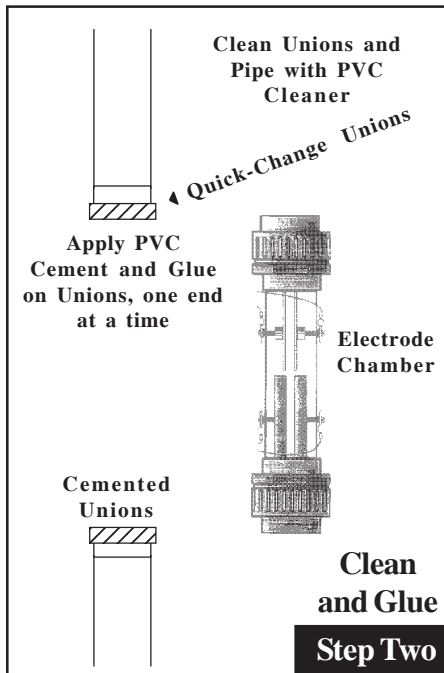 Clean Unions and
Pipe with PVC
Cleaner
Quick-Change Unions
Apply PVC
Cement and Glue
on Unions, one end
at a time
Electrode
Chamber
Cemented
Unions
Clean
and Glue
Step Two